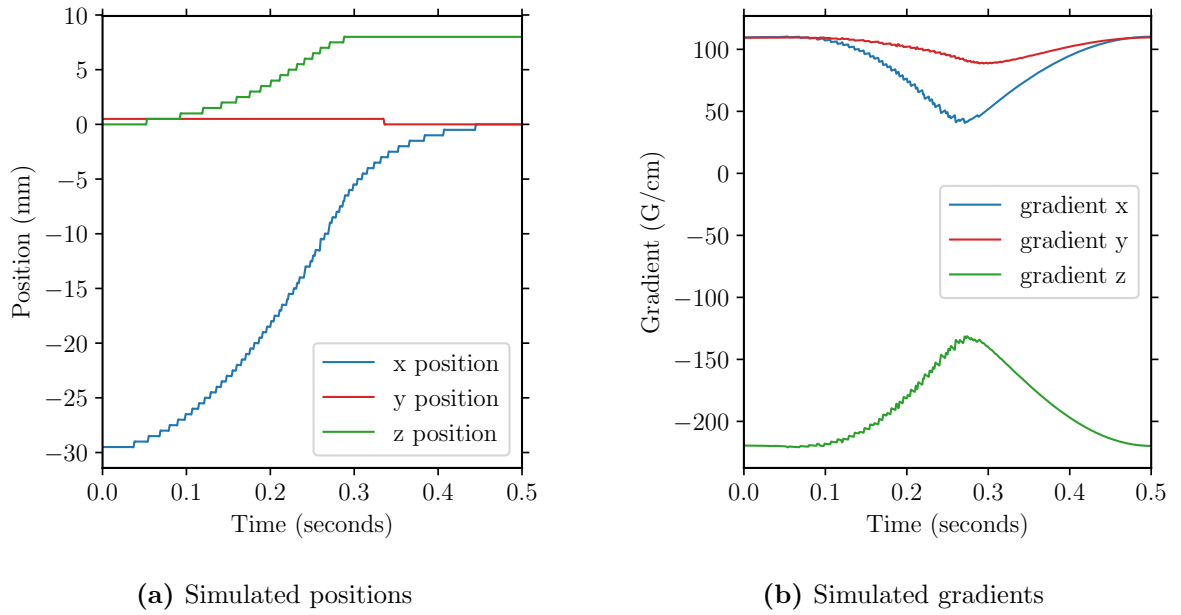 10
5
0
−5
−10
−15
−20
−25
−30
Position (mm)
x position
y position
z position
0.0 0.1 0.2 0.3 0.4 0.5
Time (seconds)
(a) Simulated positions
100
50
0
−50
−100
−150
−200
Gradient (G/cm)
gradient x
gradient y
gradient z
0.0 0.1 0.2 0.3 0.4 0.5
Time (seconds)
(b) Simulated gradients